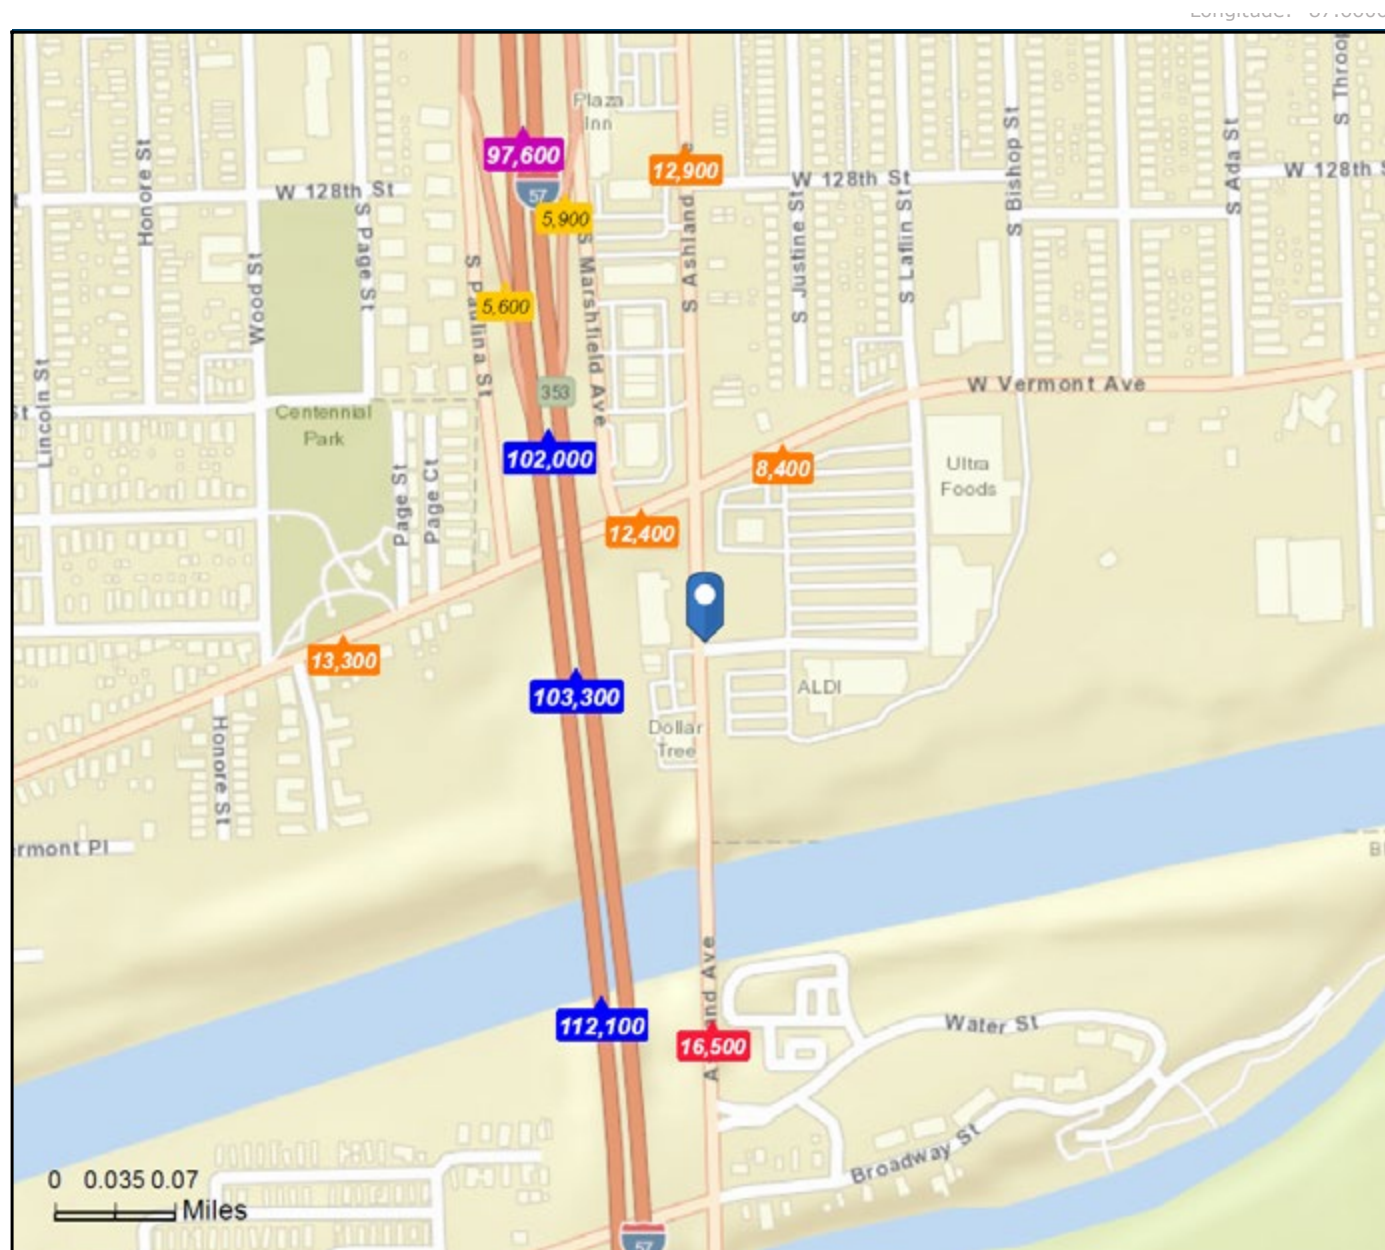 Plaza
Inn
97,600
12,900
57
W 128th St
W 128th St
W 128th S
5,900
Honore St
S Page St
Wood St
S Paulina St
S Marshfield Ave
S Ashland
e
S Justine St
S Laflin St
S Bishop St
S Ada St
S Throop
5,600
353
Lincoln St
St
Centennial
Park
W Vermont Ave
102,000
8,400
Ultra
Foods
Page St
Page Ct
12,400
13,300
103,300
ALDI
Dollar
Tree
Honore St
ermont Pl
112,100
A
and Ave
16,500
Water St
Broadway St
0 0.035 0.07
Miles
57